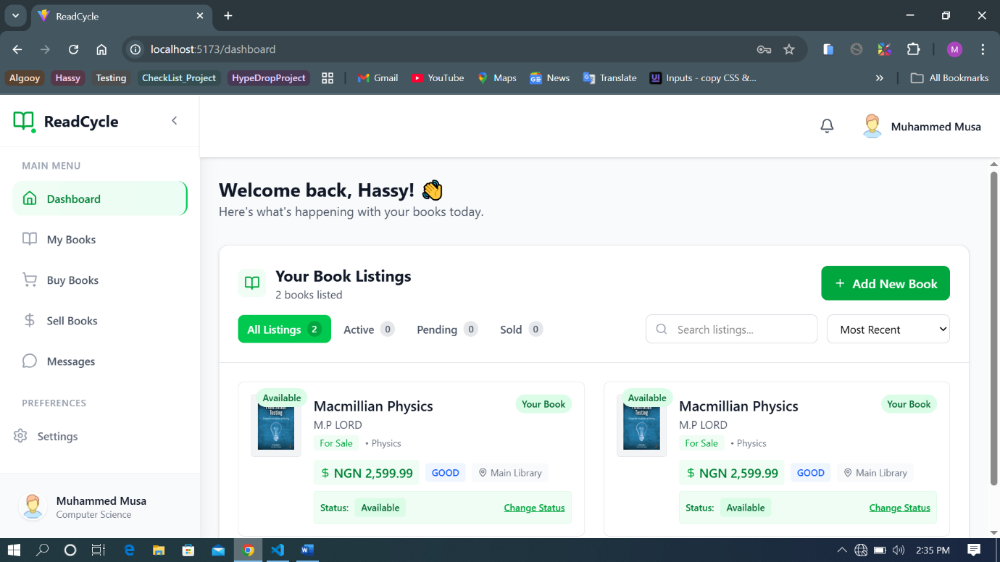 ReadCycle
localhost:5173/dashboard
M
Algooy Hassy Testing CheckList_Project HypeDropProject Gmail YouTube Maps News Translate Inputs - copy CSS &... All Bookmarks
ReadCycle
MAIN MENU
Dashboard
My Books
Buy Books
Sell Books
Messages
PREFERENCES
Settings
Muhammed Musa
Computer Science
Muhammed Musa
Welcome back, Hassy! 👋
Here's what's happening with your books today.
Your Book Listings
2 books listed
+ Add New Book
All Listings 2 Active 0 Pending 0 Sold 0
Search listings...
Most Recent
Available
Testing
Macmillian Physics
Your Book
M.P LORD
For Sale • Physics
$ NGN 2,599.99 GOOD Main Library
Status: Available Change Status
Available
Testing
Macmillian Physics
Your Book
M.P LORD
For Sale • Physics
$ NGN 2,599.99 GOOD Main Library
Status: Available Change Status
2:35 PM